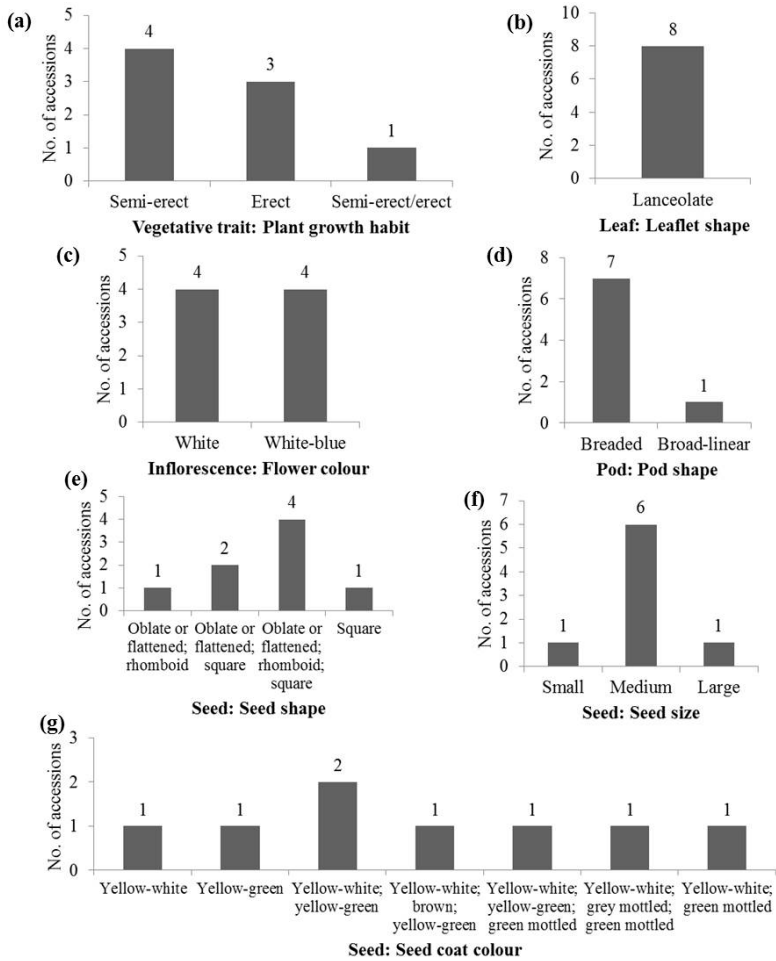 (a)
No. of accessions
5
4
3
2
1
0
4
3
1
Semi-erect Erect Semi-erect/erect
Vegetative trait: Plant growth habit
(b)
No. of accessions
10
8
6
4
2
0
8
Lanceolate
Leaf: Leaflet shape
(c)
No. of accessions
5
4
3
2
1
0
4
4
White White-blue
Inflorescence: Flower colour
(d)
No. of accessions
8
6
4
2
0
7
1
Breaded Broad-linear
Pod: Pod shape
(e)
No. of accessions
5
4
3
2
1
0
1
2
4
1
Oblate or flattened; rhomboid
Oblate or flattened; square
Oblate or flattened; rhomboid; square
Square
Seed: Seed shape
(f)
No. of accessions
7
6
5
4
3
2
1
0
1
6
1
Small Medium Large
Seed: Seed size
(g)
No. of accessions
3
2
1
0
1
1
2
1
1
1
1
Yellow-white
Yellow-green
Yellow-white; yellow-green
Yellow-white; brown; yellow-green
Yellow-white; yellow-green; green mottled
Yellow-white; grey mottled; green mottled
Yellow-white; green mottled
Seed: Seed coat colour